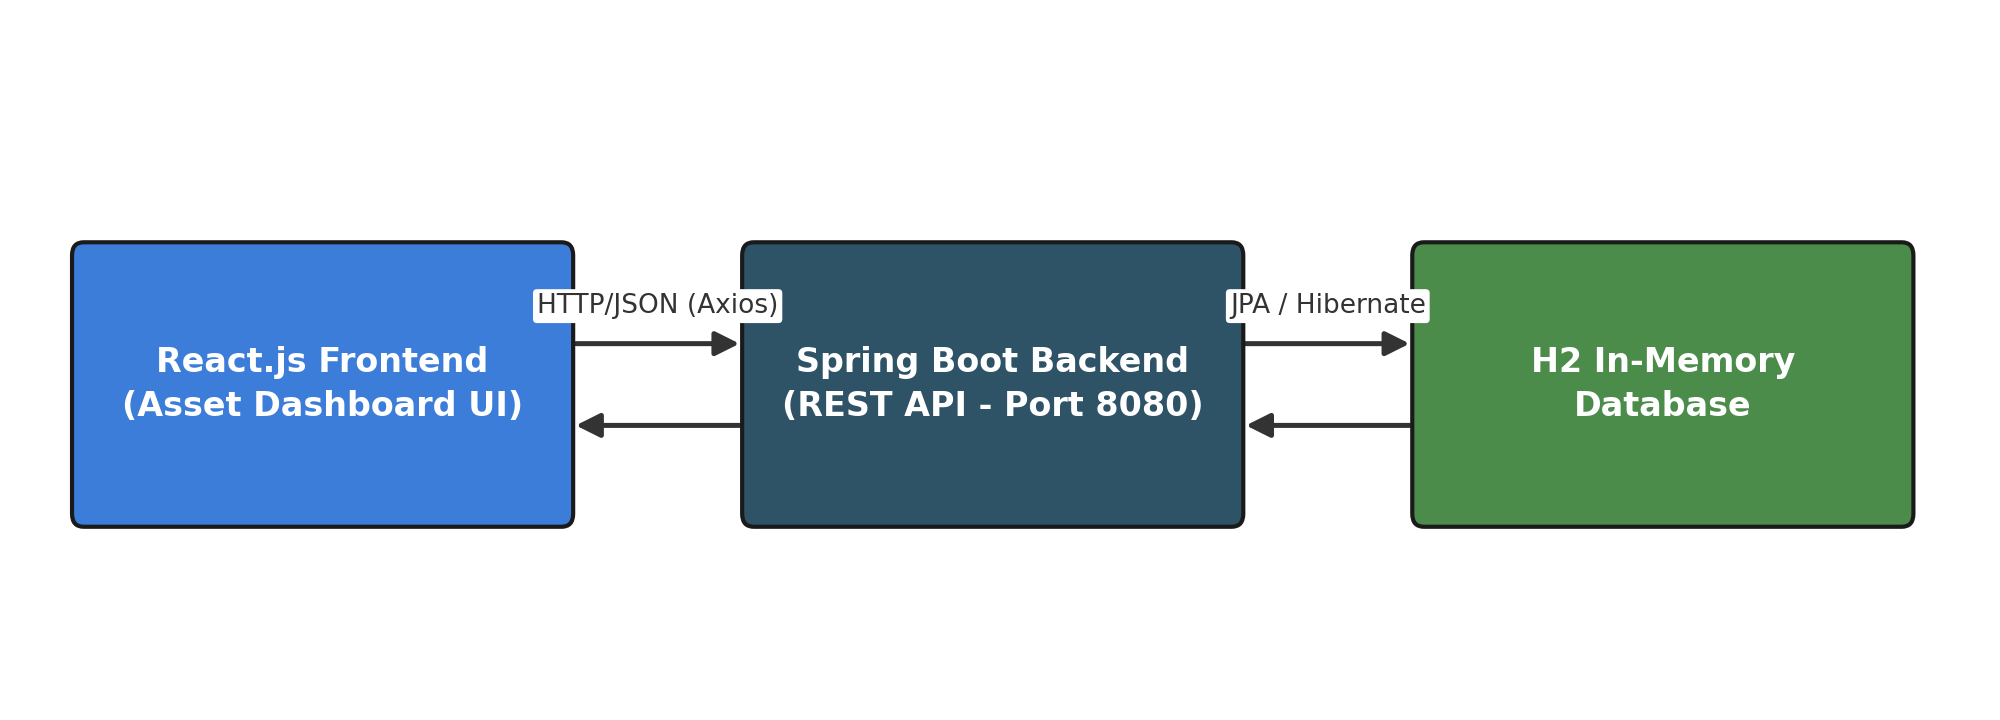 HTTP/JSON (Axios)
JPA / Hibernate
React.js Frontend
(Asset Dashboard UI)
Spring Boot Backend
(REST API - Port 8080)
H2 In-Memory
Database